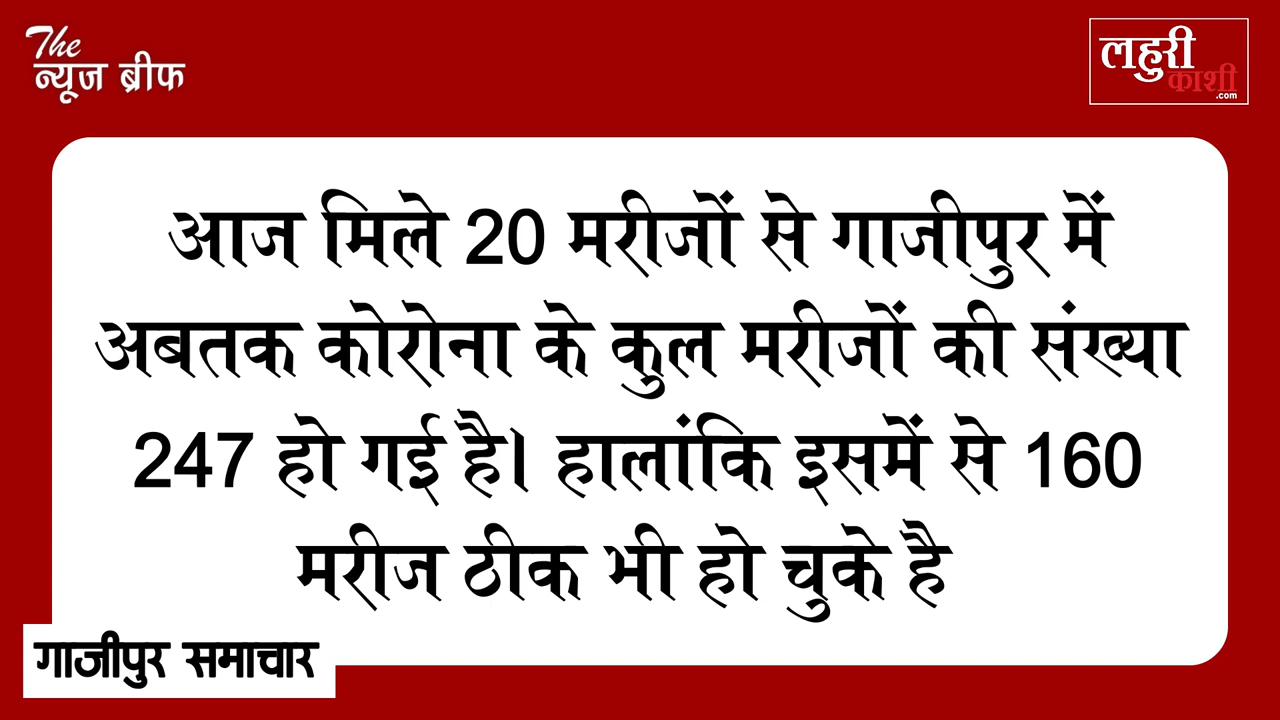 The
न्यूज ब्रीफ
लहुरी
काशी
.com
आज मिले 20 मरीजों से गाजीपुर में
अबतक कोरोना के कुल मरीजों की संख्या
247 हो गई है। हालांकि इसमें से 160
मरीज ठीक भी हो चुके है
गाजीपुर समाचार